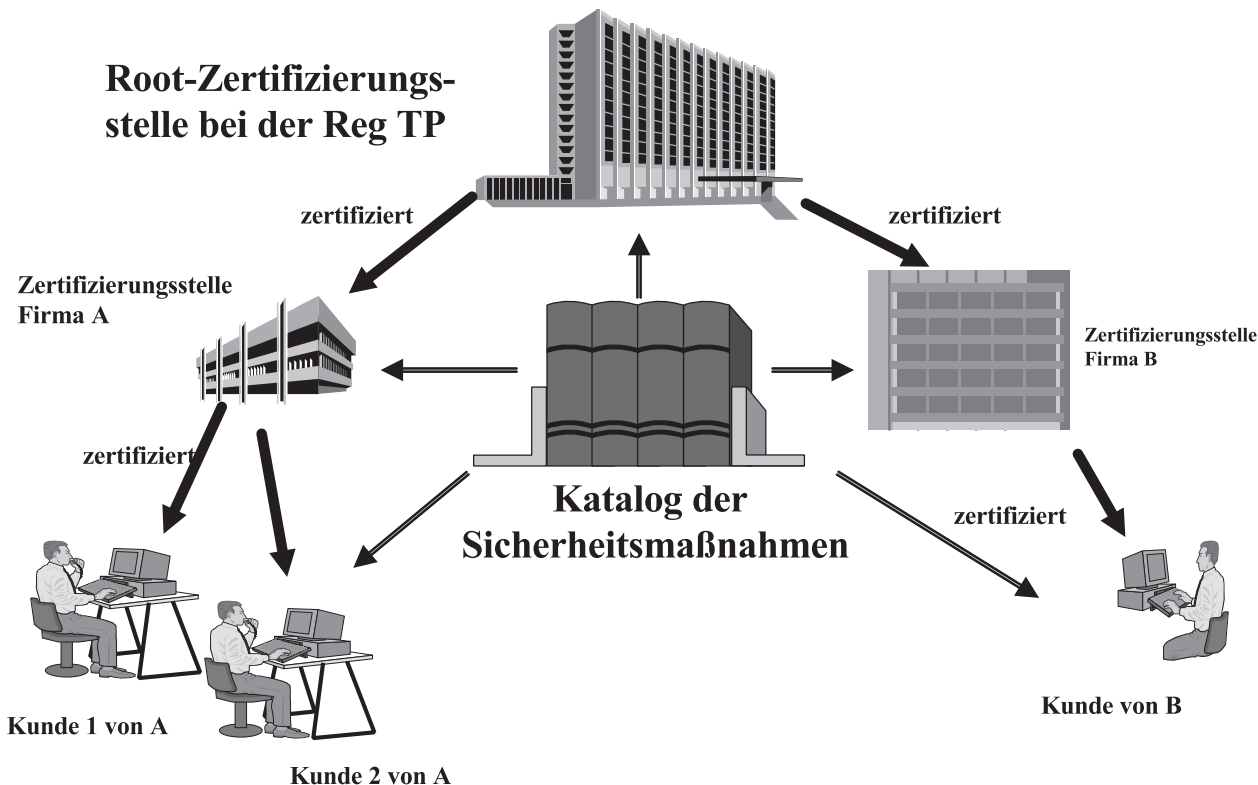 Root-Zertifizierungs-
stelle bei der Reg TP
zertifiziert
zertifiziert
Zertifizierungsstelle
Firma A
Zertifizierungsstelle
Firma B
zertifiziert
Katalog der
Sicherheitsmaßnahmen
zertifiziert
Kunde 1 von A
Kunde 2 von A
Kunde von B